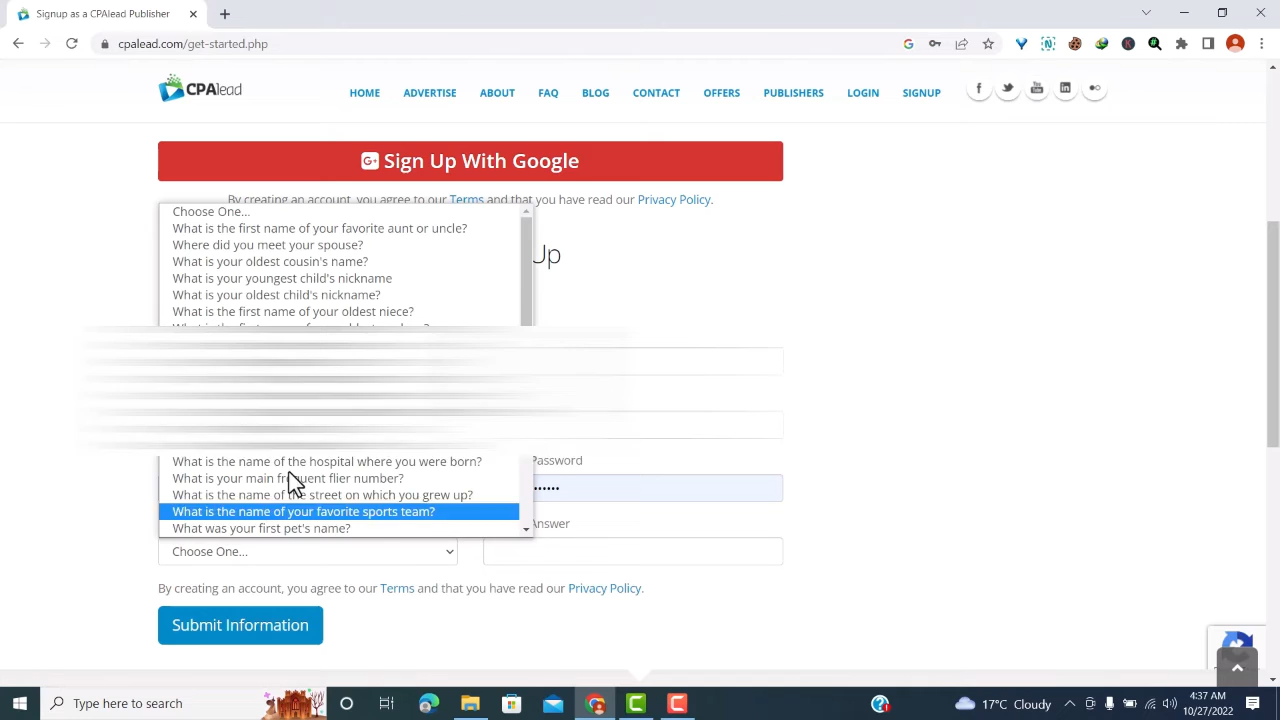 Signup as a CPAlead Publisher
cpalead.com/get-started.php
CPAlead
HOME
ADVERTISE
ABOUT
FAQ
BLOG
CONTACT
OFFERS
PUBLISHERS
LOGIN
SIGNUP
G+ Sign Up With Google
By creating an account, you agree to our Terms and that you have read our Privacy Policy.
Choose One...
What is the first name of your favorite aunt or uncle?
Where did you meet your spouse?
Up
What is your oldest cousin's name?
What is your youngest child's nickname
What is your oldest child's nickname?
What is the first name of your oldest niece?
What is the name of the hospital where you were born?
Password
What is your main frequent flier number?
What is the name of the street on which you grew up?
What is the name of your favorite sports team?
What was your first pet's name?
Answer
Choose One...
By creating an account, you agree to our Terms and that you have read our Privacy Policy.
Submit Information
Type here to search
17°C Cloudy
4:37 AM
10/27/2022